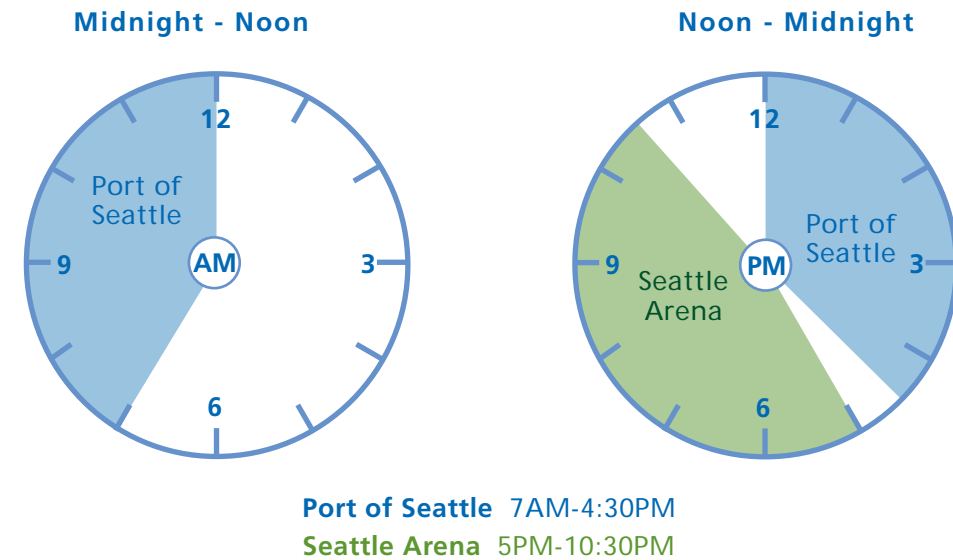 Midnight - Noon
12
Port of
Seattle
9
AM
3
6
Noon - Midnight
12
Port of
Seattle
9
PM
3
Seattle
Arena
6
Port of Seattle 7AM-4:30PM
Seattle Arena 5PM-10:30PM